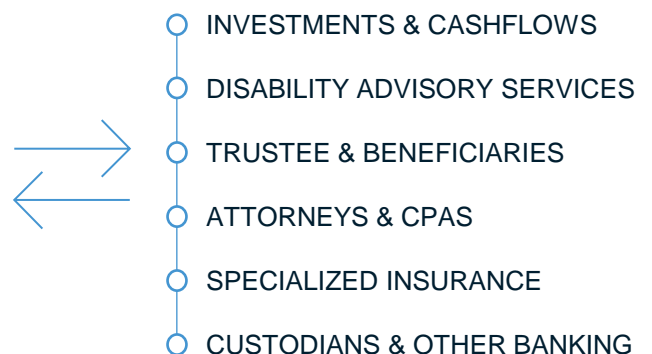 INVESTMENTS & CASHFLOWS
DISABILITY ADVISORY SERVICES
TRUSTEE & BENEFICIARIES
ATTORNEYS & CPAS
SPECIALIZED INSURANCE
CUSTODIANS & OTHER BANKING